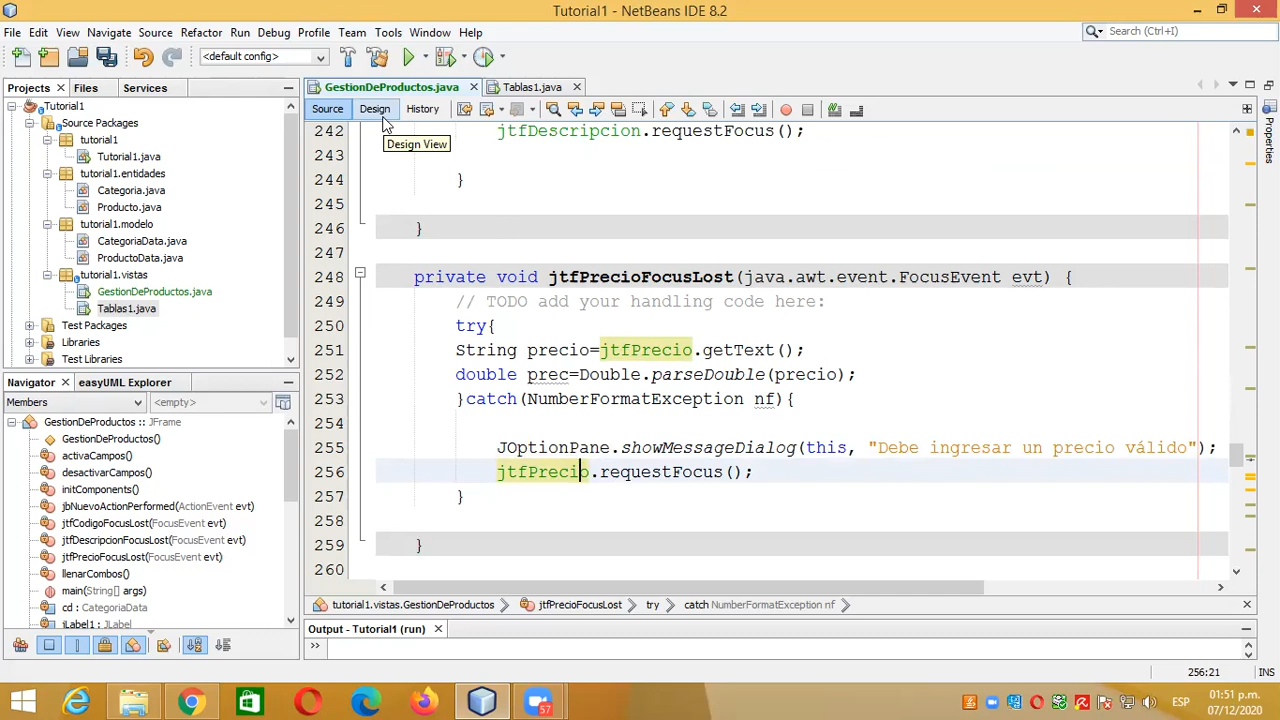 Tutorial1 - NetBeans IDE 8.2
File Edit View Navigate Source Refactor Run Debug Profile Team Tools Window Help
Search (Ctrl+I)
<default config>
Projects Files Services
Tutorial1
Source Packages
tutorial1
Tutorial1.java
tutorial1.entidades
Categoria.java
Producto.java
tutorial1.modelo
CategoriaData.java
ProductoData.java
tutorial1.vistas
GestionDeProductos.java
Tablas1.java
Test Packages
Libraries
Test Libraries
Navigator easyUML Explorer
Members <empty>
GestionDeProductos :: JFrame
GestionDeProductos()
activaCampos()
desactivarCampos()
initComponents()
jbNuevoActionPerformed(ActionEvent evt)
jtfCodigoFocusLost(FocusEvent evt)
jtfDescripcionFocusLost(FocusEvent evt)
jtfPrecioFocusLost(FocusEvent evt)
llenarCombos()
main(String[] args)
cd : CategoriaData
jLabel1 : JLabel
GestionDeProductos.java Tablas1.java
Source Design History
Design View
242 jtfDescripcion.requestFocus();
243
244 }
245
246 }
247
248 private void jtfPrecioFocusLost(java.awt.event.FocusEvent evt) {
249 // TODO add your handling code here:
250 try{
251 String precio=jtfPrecio.getText();
252 double prec=Double.parseDouble(precio);
253 }catch(NumberFormatException nf){
254
255 JOptionPane.showMessageDialog(this, "Debe ingresar un precio válido");
256 jtfPrecio.requestFocus();
257 }
258
259 }
260
tutorial1.vistas.GestionDeProductos jtfPrecioFocusLost try catch NumberFormatException nf
Output - Tutorial1 (run)
Properties
256:21
57
ESP
01:51 p.m.
07/12/2020